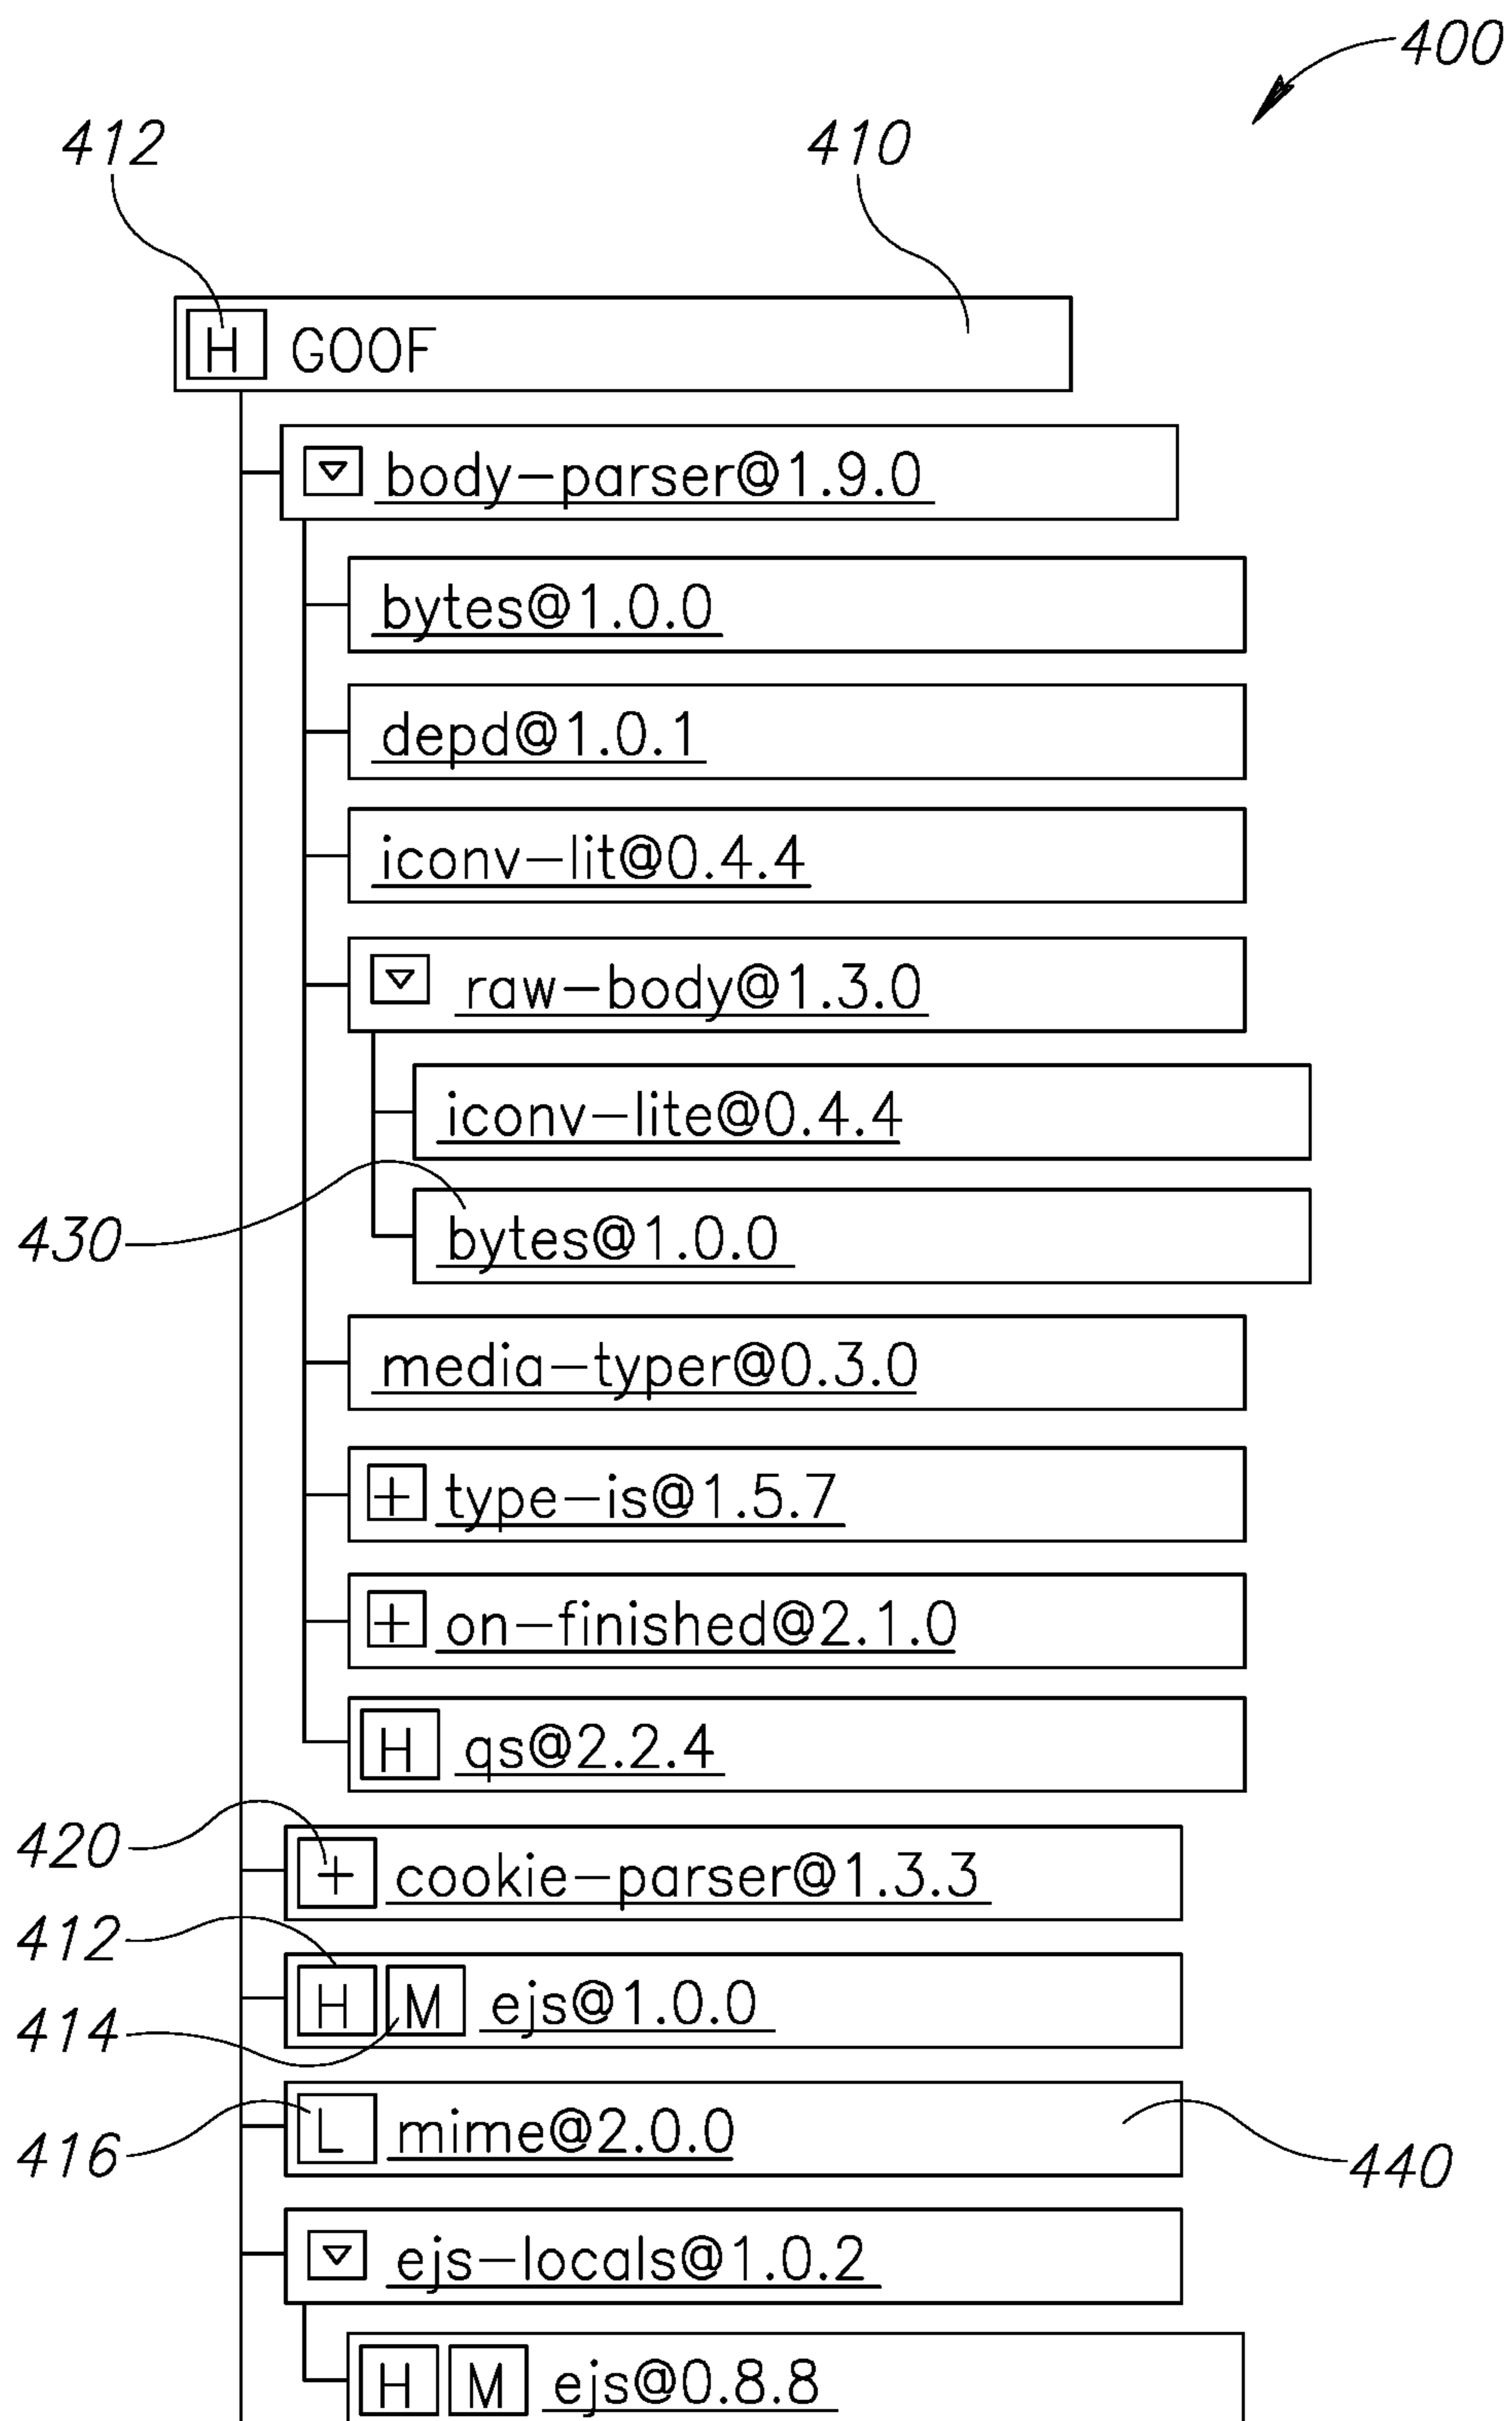 400
412 410
H GOOF
body-parser@1.9.0
bytes@1.0.0
depd@1.0.1
iconv-lit@0.4.4
raw-body@1.3.0
iconv-lite@0.4.4
430 bytes@1.0.0
media-typer@0.3.0
+ type-is@1.5.7
+ on-finished@2.1.0
H qs@2.2.4
420 + cookie-parser@1.3.3
412 H M ejs@1.0.0
414
416 L mime@2.0.0 440
ejs-locals@1.0.2
H M ejs@0.8.8